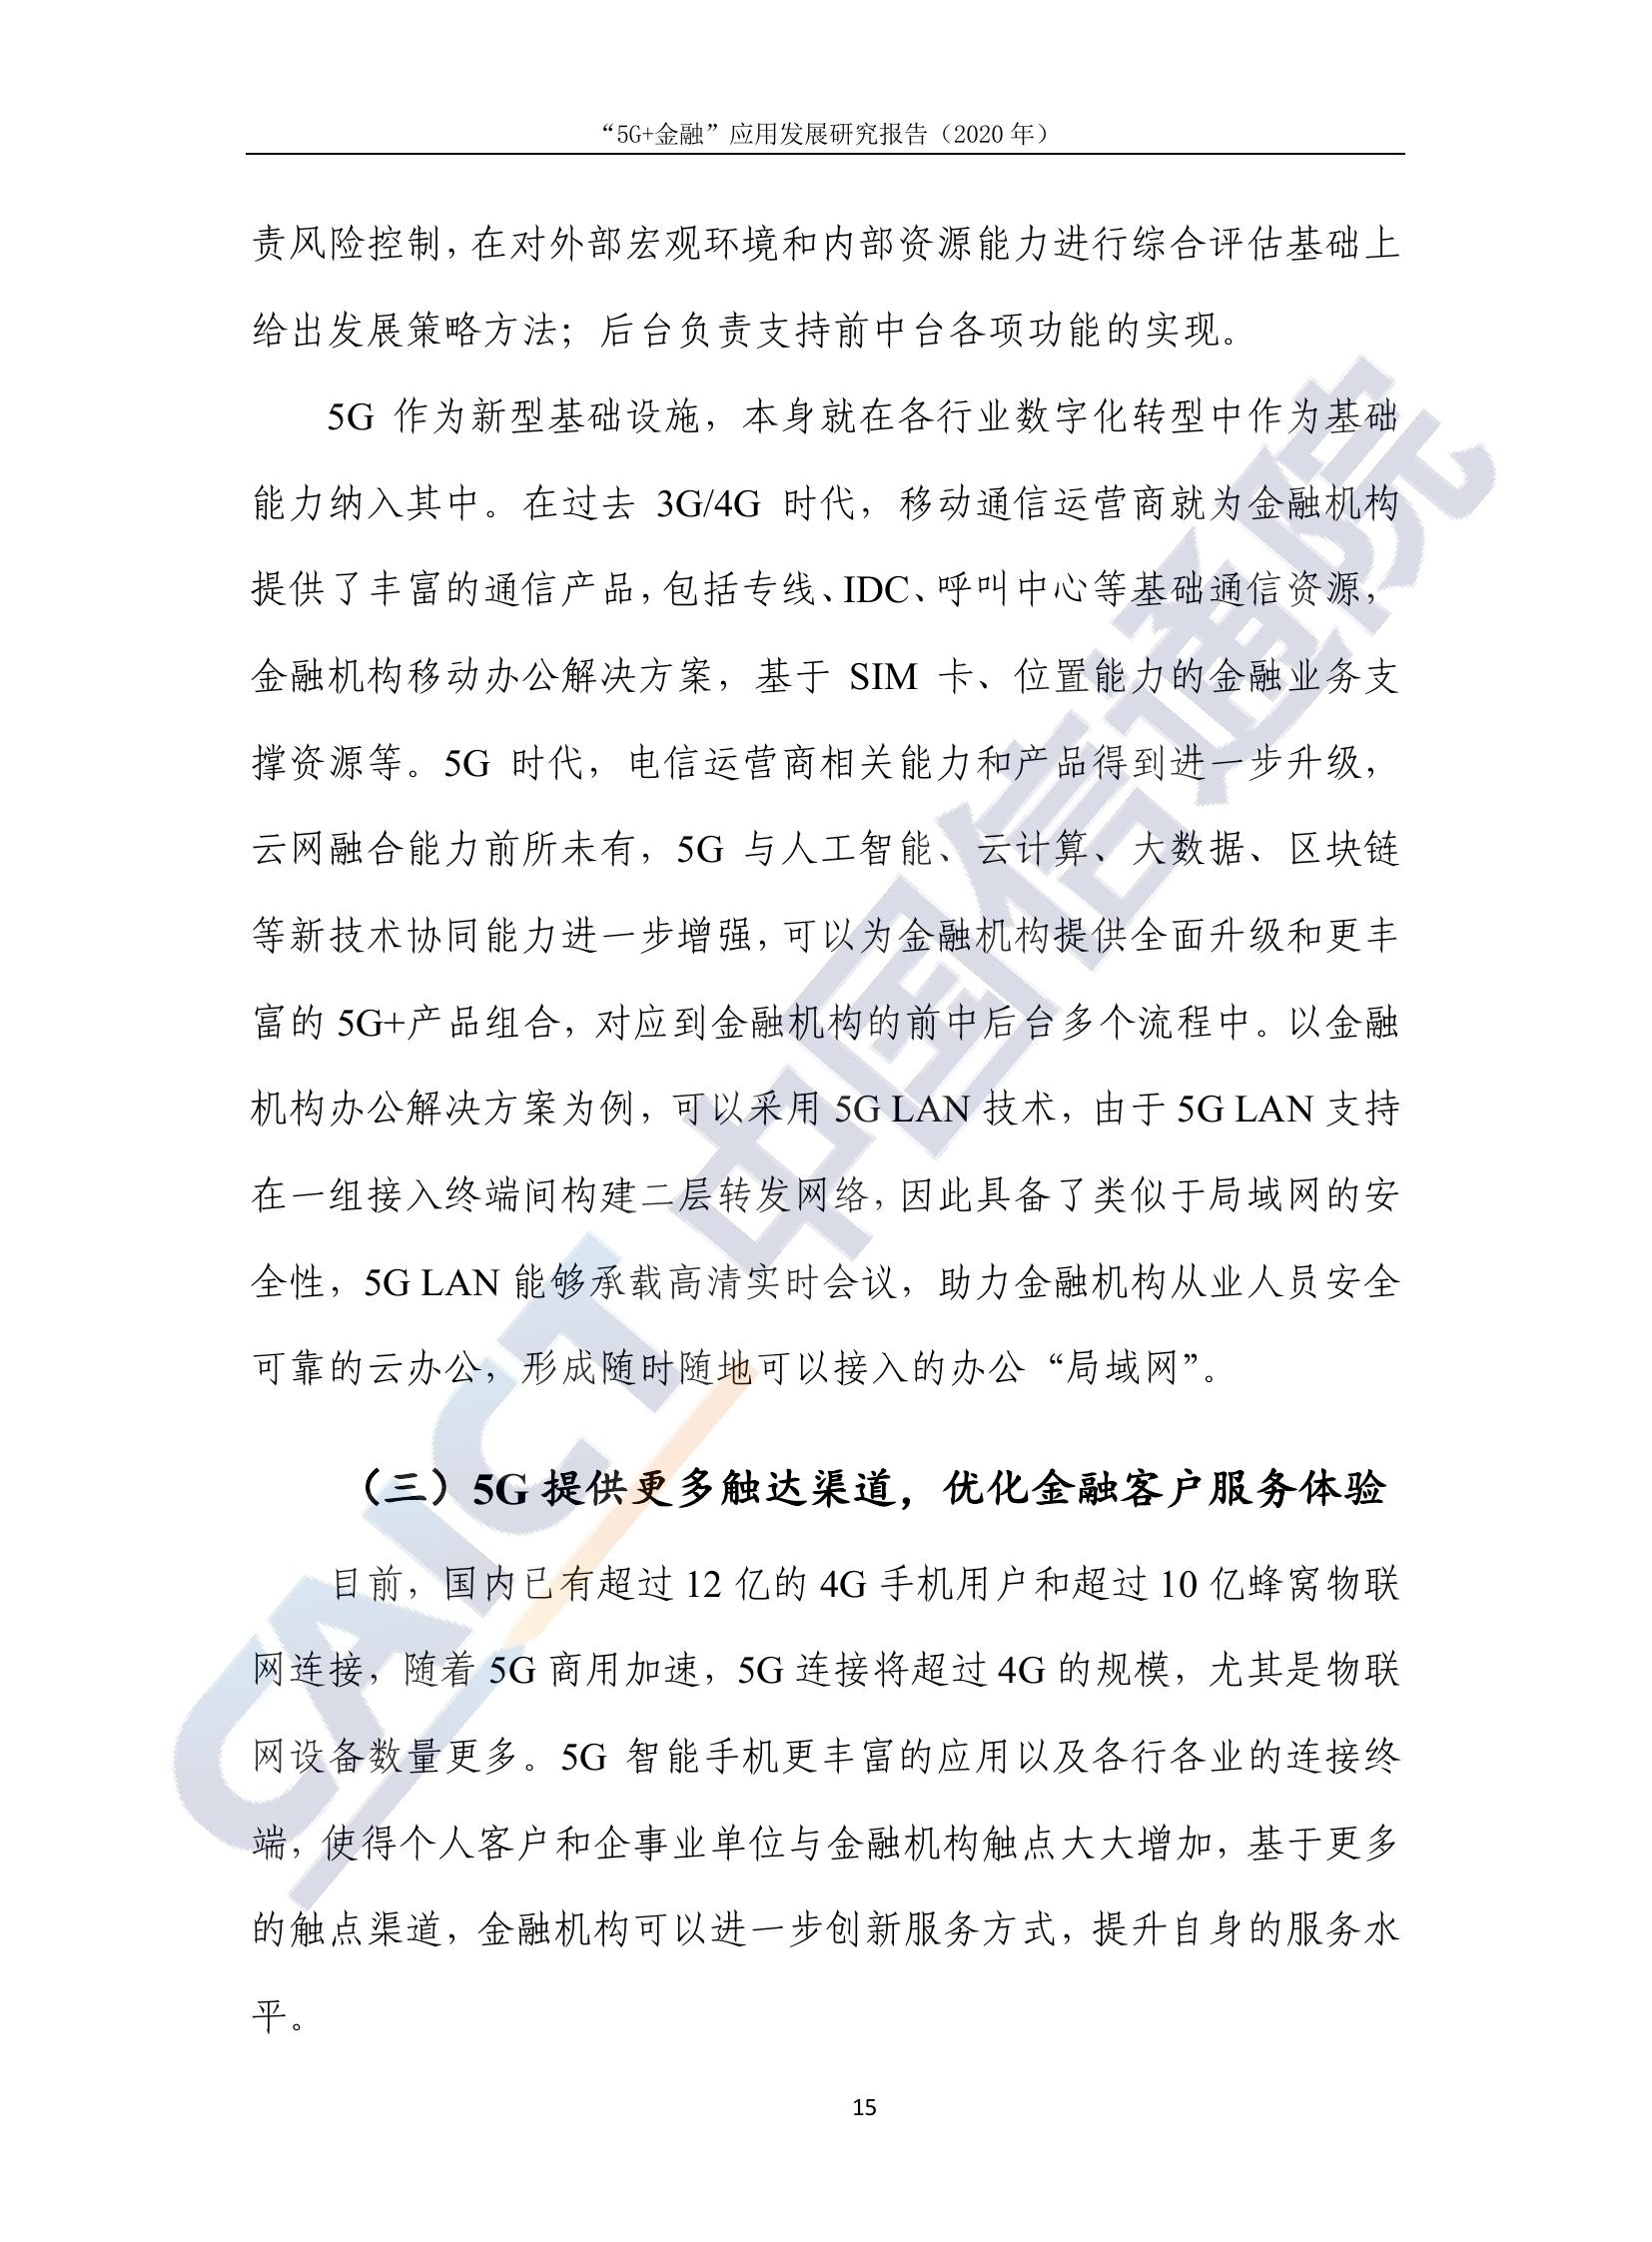 “5G+金融”应用发展研究报告（2020 年）
责风险控制，在对外部宏观环境和内部资源能力进行综合评估基础上
给出发展策略方法；后台负责支持前中台各项功能的实现。
5G 作为新型基础设施，本身就在各行业数字化转型中作为基础
能力纳入其中。在过去 3G/4G 时代，移动通信运营商就为金融机构
提供了丰富的通信产品，包括专线、IDC、呼叫中心等基础通信资源，
金融机构移动办公解决方案，基于 SIM 卡、位置能力的金融业务支
撑资源等。5G 时代，电信运营商相关能力和产品得到进一步升级，
云网融合能力前所未有，5G 与人工智能、云计算、大数据、区块链
等新技术协同能力进一步增强，可以为金融机构提供全面升级和更丰
富的 5G+产品组合，对应到金融机构的前中后台多个流程中。以金融
机构办公解决方案为例，可以采用 5G LAN 技术，由于 5G LAN 支持
在一组接入终端间构建二层转发网络，因此具备了类似于局域网的安
全性，5G LAN 能够承载高清实时会议，助力金融机构从业人员安全
可靠的云办公，形成随时随地可以接入的办公“局域网”。
（三）5G 提供更多触达渠道，优化金融客户服务体验
目前，国内已有超过 12 亿的 4G 手机用户和超过 10 亿蜂窝物联
网连接，随着 5G 商用加速，5G 连接将超过 4G 的规模，尤其是物联
网设备数量更多。5G 智能手机更丰富的应用以及各行各业的连接终
端，使得个人客户和企事业单位与金融机构触点大大增加，基于更多
的触点渠道，金融机构可以进一步创新服务方式，提升自身的服务水
平。
15
CAICT 中国信通院